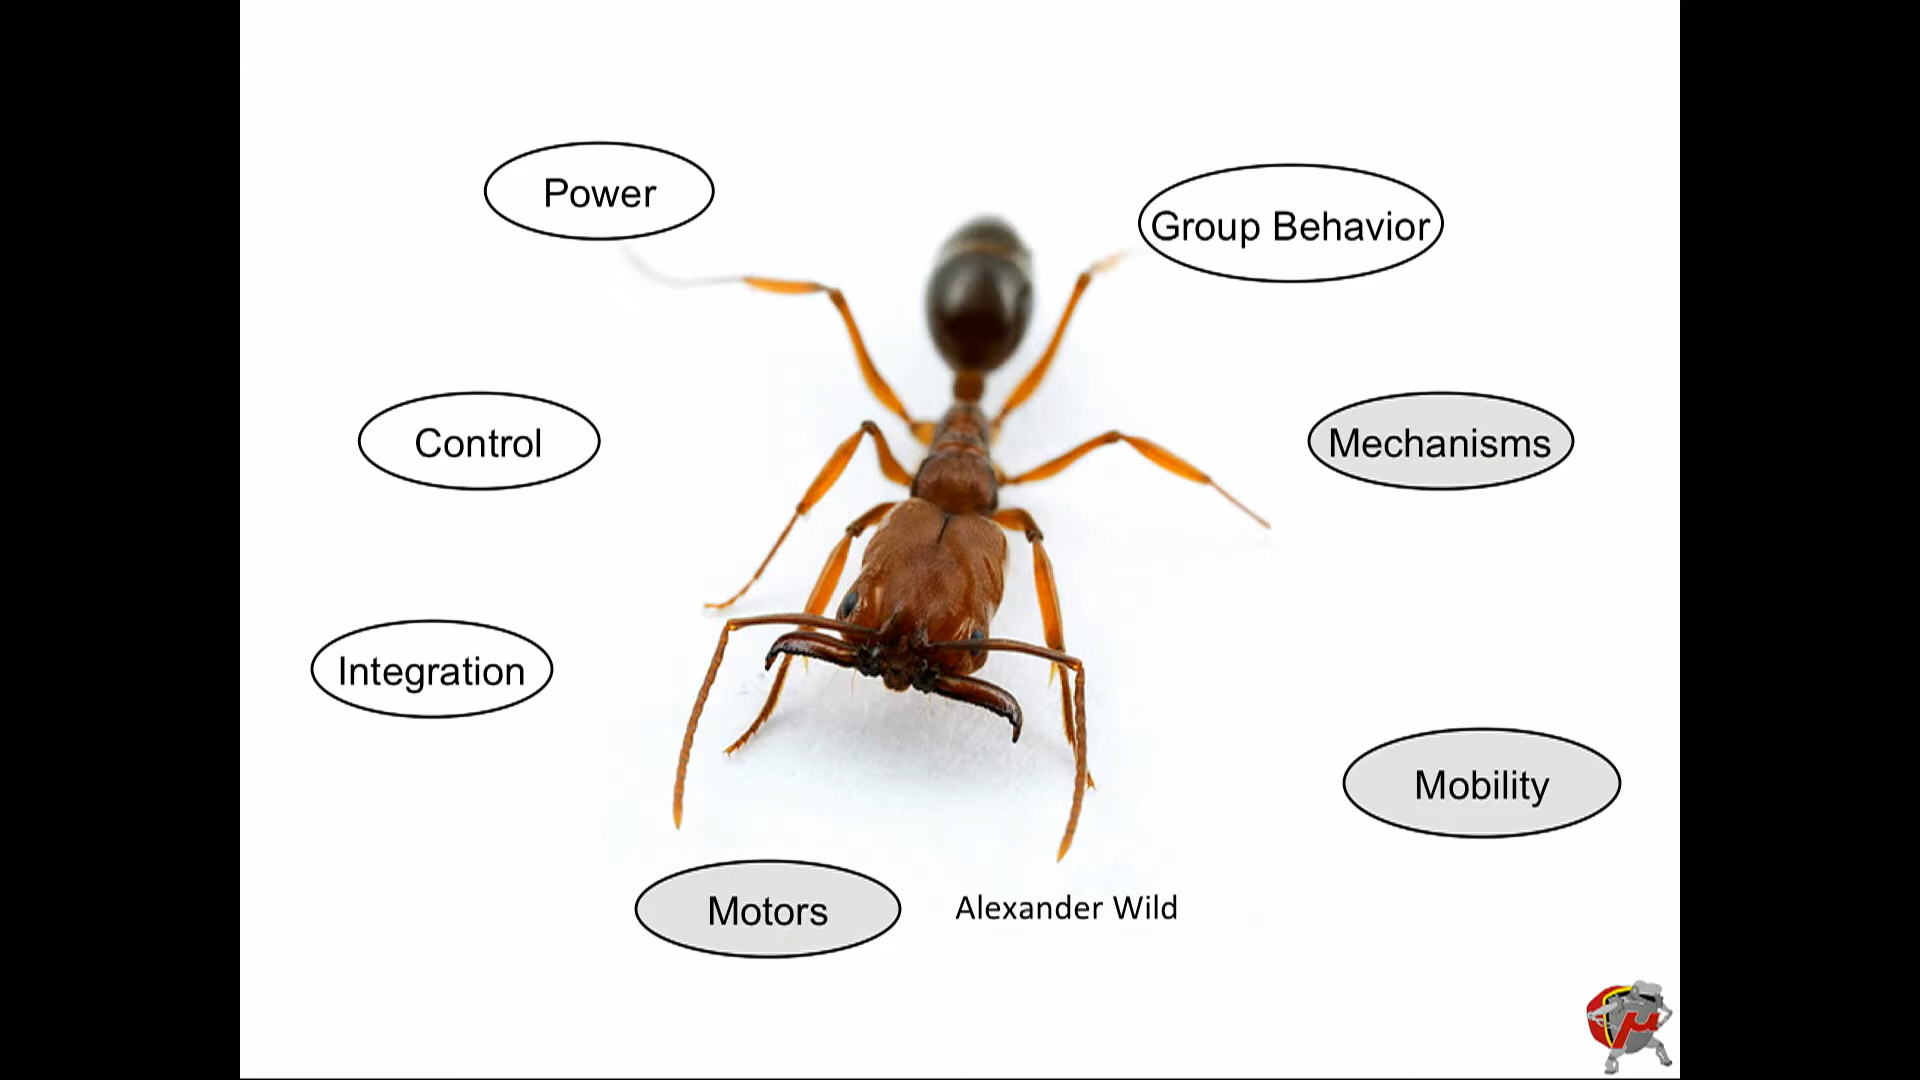 Power
Group Behavior
Control
Mechanisms
Integration
Mobility
Motors
Alexander Wild
µ